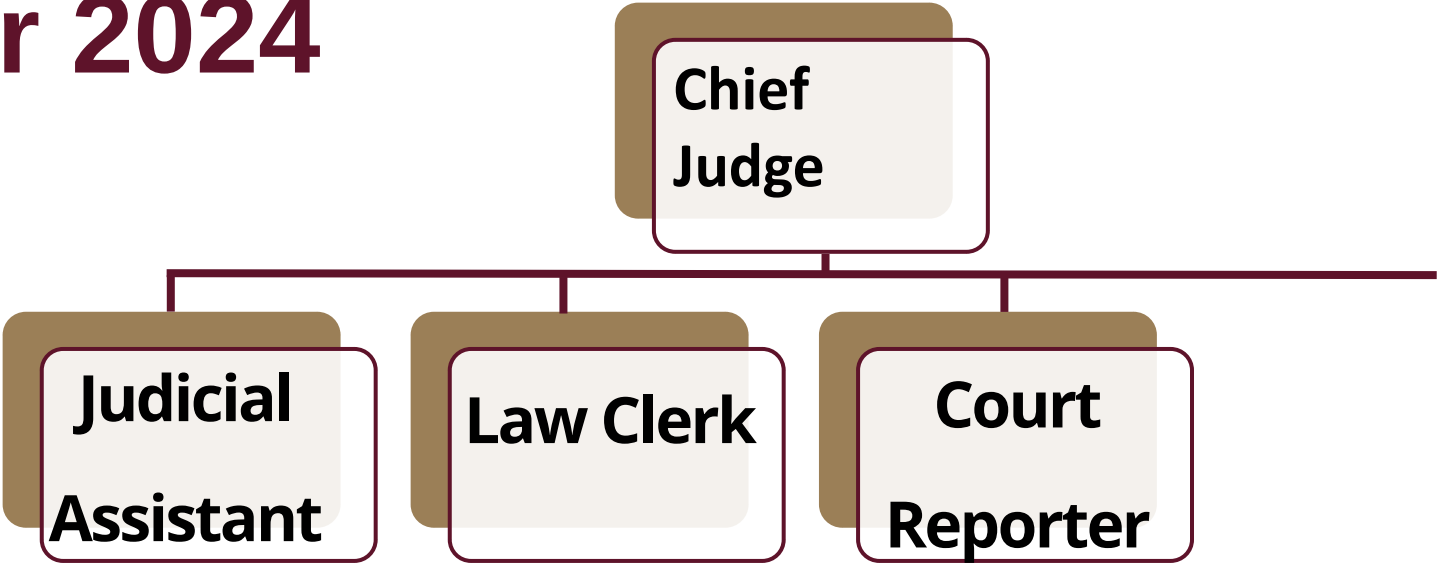 r 2024
Chief
Judge
Judicial
Assistant
Law Clerk
Court
Reporter